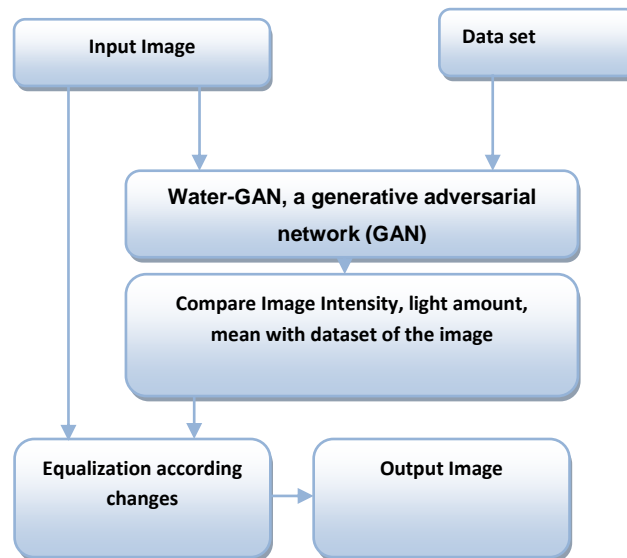 Input Image
Data set
Water-GAN, a generative adversarial
network (GAN)
Compare Image Intensity, light amount,
mean with dataset of the image
Equalization according
changes
Output Image